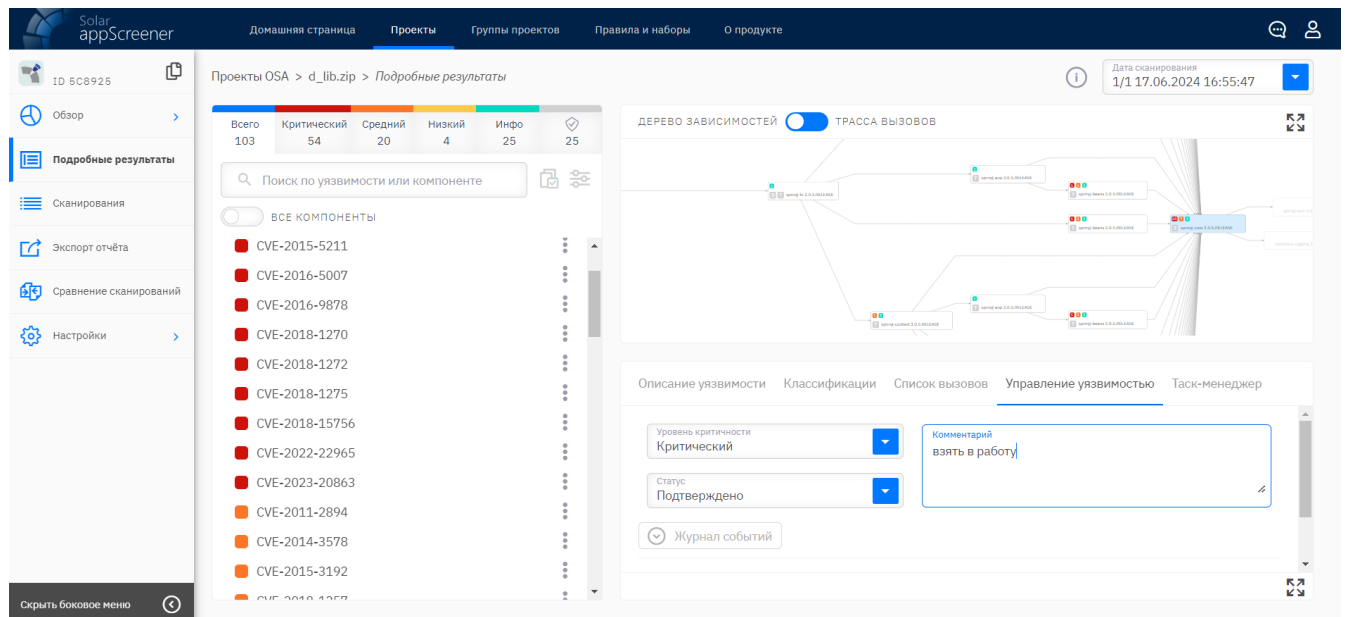 Solar
appScreener
Домашняя страница Проекты Группы проектов Правила и наборы О продукте
ID 5C8925
Обзор
Подробные результаты
Сканирования
Экспорт отчёта
Сравнение сканирований
Настройки
Скрыть боковое меню
Проекты OSA > d_lib.zip > Подробные результаты
Дата сканирования
1/1 17.06.2024 16:55:47
Всего Критический Средний Низкий Инфо
103 54 20 4 25 25
Поиск по уязвимости или компоненте
ВСЕ КОМПОНЕНТЫ
CVE-2015-5211
CVE-2016-5007
CVE-2016-9878
CVE-2018-1270
CVE-2018-1272
CVE-2018-1275
CVE-2018-15756
CVE-2022-22965
CVE-2023-20863
CVE-2011-2894
CVE-2014-3578
CVE-2015-3192
CVE-2018-1257
ДЕРЕВО ЗАВИСИМОСТЕЙ ТРАССА ВЫЗОВОВ
Описание уязвимости Классификации Список вызовов Управление уязвимостью Таск-менеджер
Уровень критичности
Критический
Статус
Подтверждено
Комментарий
взять в работу
Журнал событий